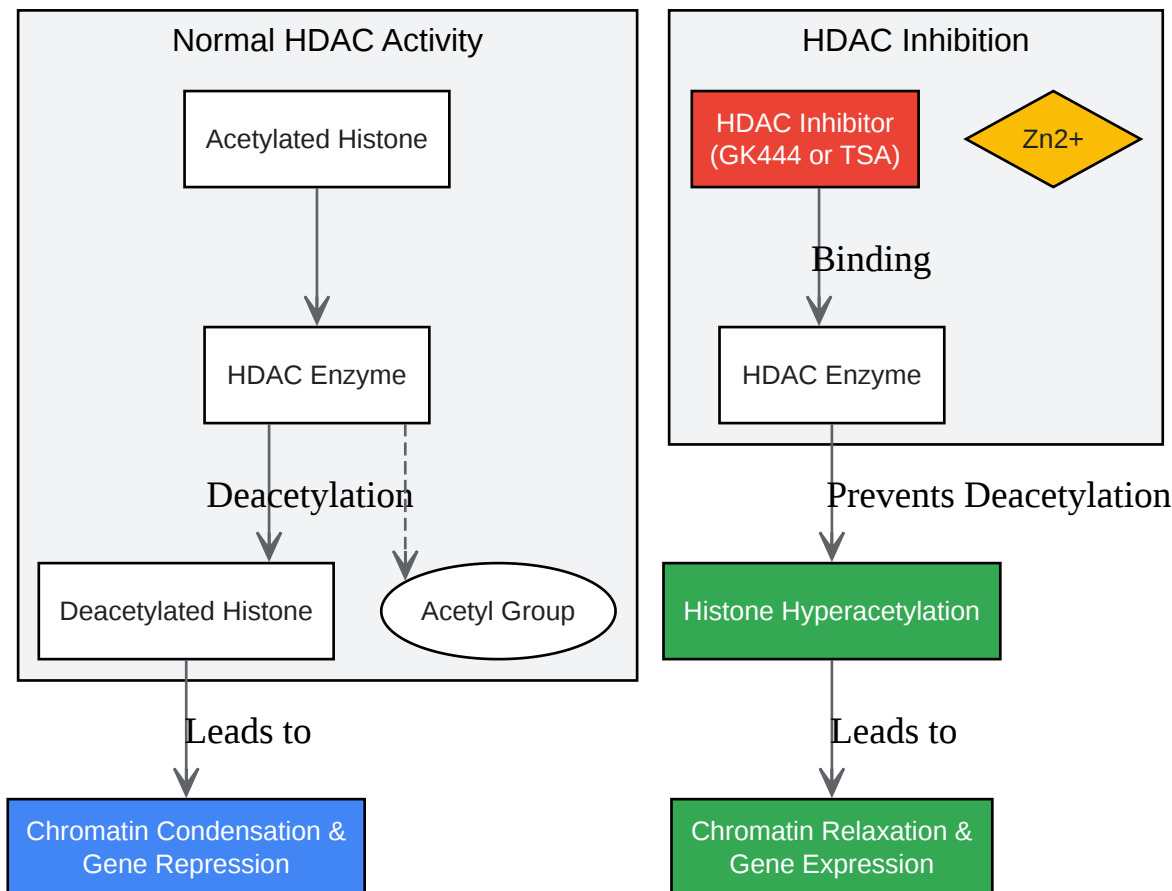 Normal HDAC Activity
Acetylated Histone
HDAC Enzyme
Deacetylation
Deacetylated Histone
Acetyl Group
Leads to
Chromatin Condensation &
Gene Repression
HDAC Inhibition
HDAC Inhibitor
(GK444 or TSA)
Zn2+
Binding
HDAC Enzyme
Prevents Deacetylation
Histone Hyperacetylation
Leads to
Chromatin Relaxation &
Gene Expression